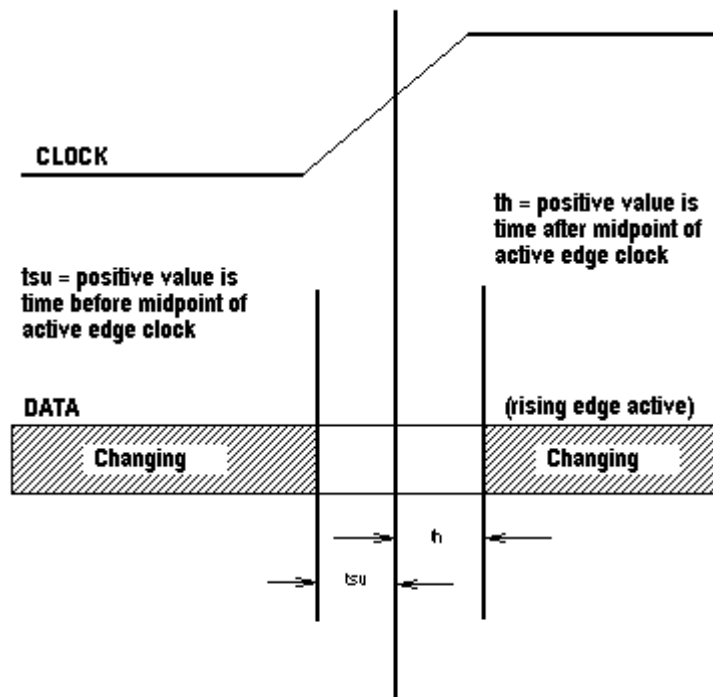 CLOCK
th = positive value is
time after midpoint of
active edge clock
tsu = positive value is
time before midpoint of
active edge clock
DATA
(rising edge active)
Changing
Changing
th
tsu